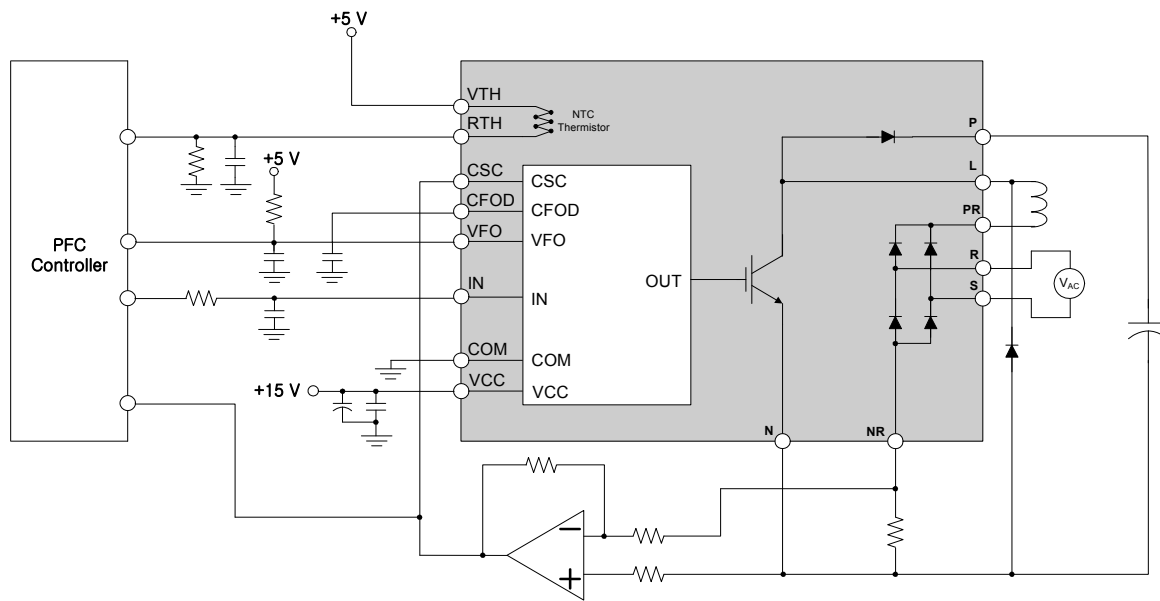 +5 V
PFC
Controller
+5 V
+15 V
VTH
RTH
NTC
Thermistor
CSC
CFOD
VFO
IN
COM
VCC
CSC
CFOD
VFO
IN
COM
VCC
OUT
P
L
PR
R
S
VAC
N
NR
−
+